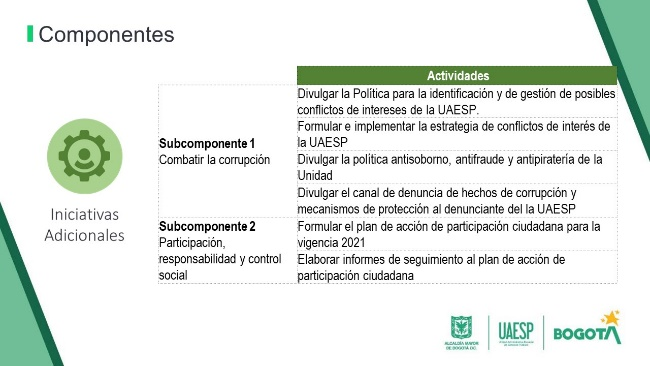 Componentes
Actividades
Divulgar la Política para la identificación y de gestión de posibles
conflictos de intereses de la UAESP.
Formular e implementar la estrategia de conflictos de interés de
la UAESP
Subcomponente 1
Combatir la corrupción
Divulgar la política antisoborno, antifraude y antipiratería de la
Unidad
Divulgar el canal de denuncia de hechos de corrupción y
mecanismos de protección al denunciante del la UAESP
Iniciativas
Adicionales
Subcomponente 2
Participación,
responsabilidad y control
social
Formular el plan de acción de participación ciudadana para la
vigencia 2021
Elaborar informes de seguimiento al plan de acción de
participación ciudadana
ALCALDÍA MAYOR
DE BOGOTÁ D.C.
UAESP
BOGOTÁ